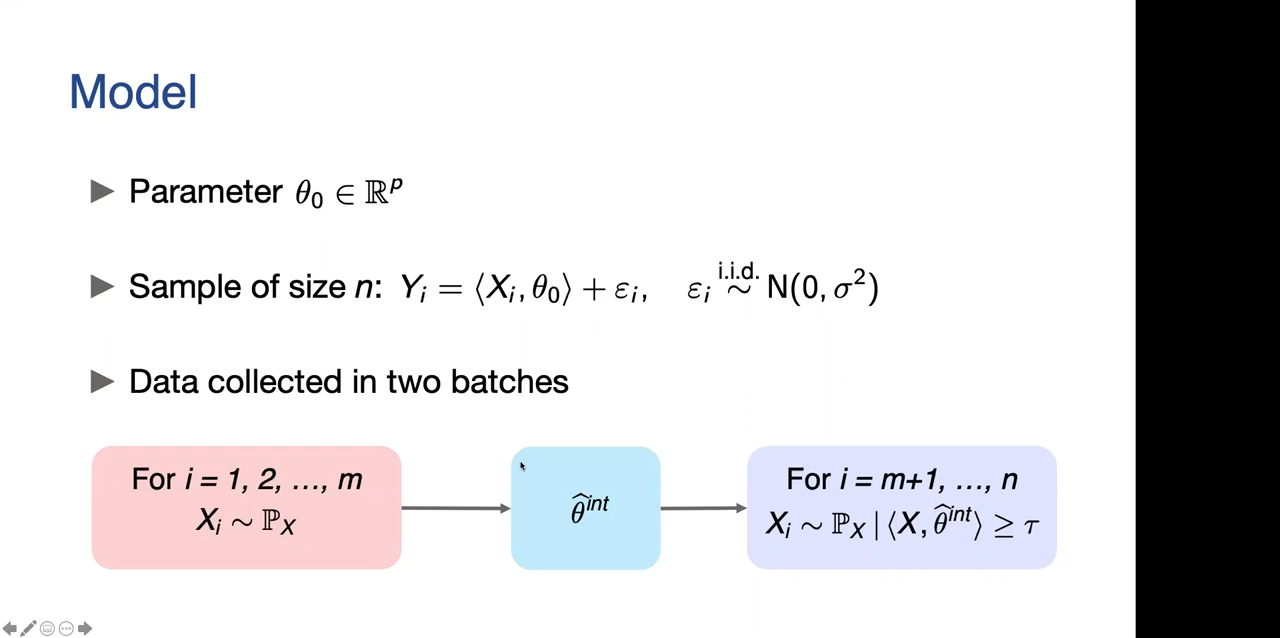 Model
▶ Parameter θ₀ ∈ ℝᵖ
▶ Sample of size n: Yᵢ = ⟨Xᵢ, θ₀⟩ + εᵢ, εᵢ i.i.d. ∼ N(0, σ²)
▶ Data collected in two batches
For i = 1, 2, …, m
Xᵢ ∼ ℙ_X
θ̂^int
For i = m+1, …, n
Xᵢ ∼ ℙ_X | ⟨X, θ̂^int⟩ ≥ τ